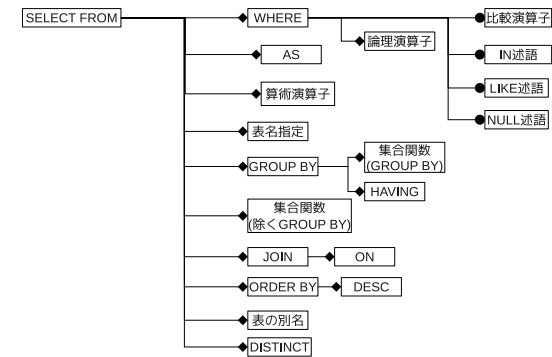 SELECT FROM
WHERE
比較演算子
論理演算子
IN述語
AS
LIKE述語
算術演算子
NULL述語
表名指定
集合関数
(GROUP BY)
GROUP BY
HAVING
集合関数
(除くGROUP BY)
JOIN
ON
ORDER BY
DESC
表の別名
DISTINCT